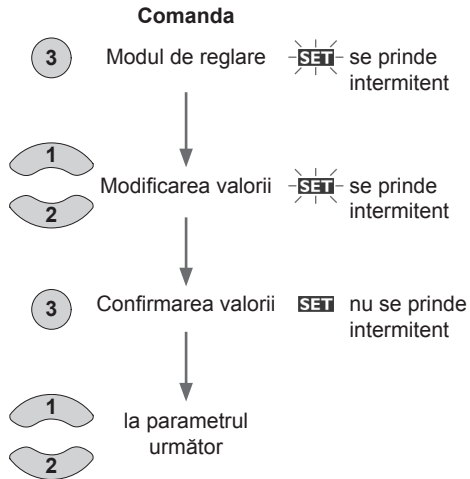 Comanda
3 Modul de reglare SET se prinde
intermitent
1
Modificarea valorii SET se prinde
2 intermitent
3 Confirmarea valorii SET nu se prinde
intermitent
1
la parametrul
următor
2